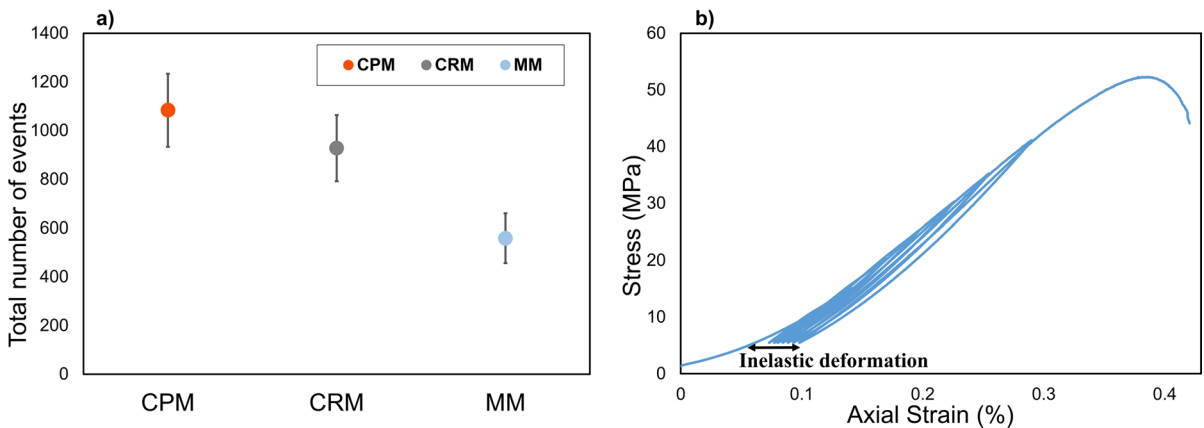 a)
1400
1200
1000
800
600
400
200
0
Total number of events
CPM CRM MM
CPM CRM MM
b)
60
50
40
30
20
10
0
Stress (MPa)
Inelastic deformation
0 0.1 0.2 0.3 0.4
Axial Strain (%)